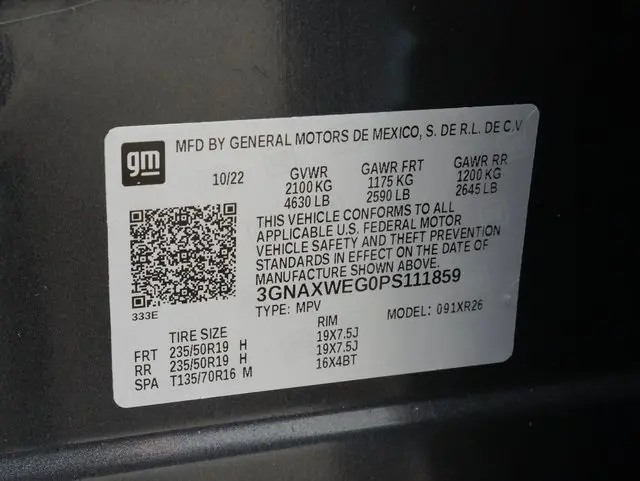 gm
MFD BY GENERAL MOTORS DE MEXICO, S. DE R.L. DE C.V
10/22 GVWR GAWR FRT GAWR RR
2100 KG 1175 KG 1200 KG
4630 LB 2590 LB 2645 LB
THIS VEHICLE CONFORMS TO ALL
APPLICABLE U.S. FEDERAL MOTOR
VEHICLE SAFETY AND THEFT PREVENTION
STANDARDS IN EFFECT ON THE DATE OF
MANUFACTURE SHOWN ABOVE.
3GNAXWEG0PS111859
TYPE: MPV MODEL: 091XR26
333E
TIRE SIZE RIM
FRT 235/50R19 H 19X7.5J
RR 235/50R19 H 19X7.5J
SPA T135/70R16 M 16X4BT